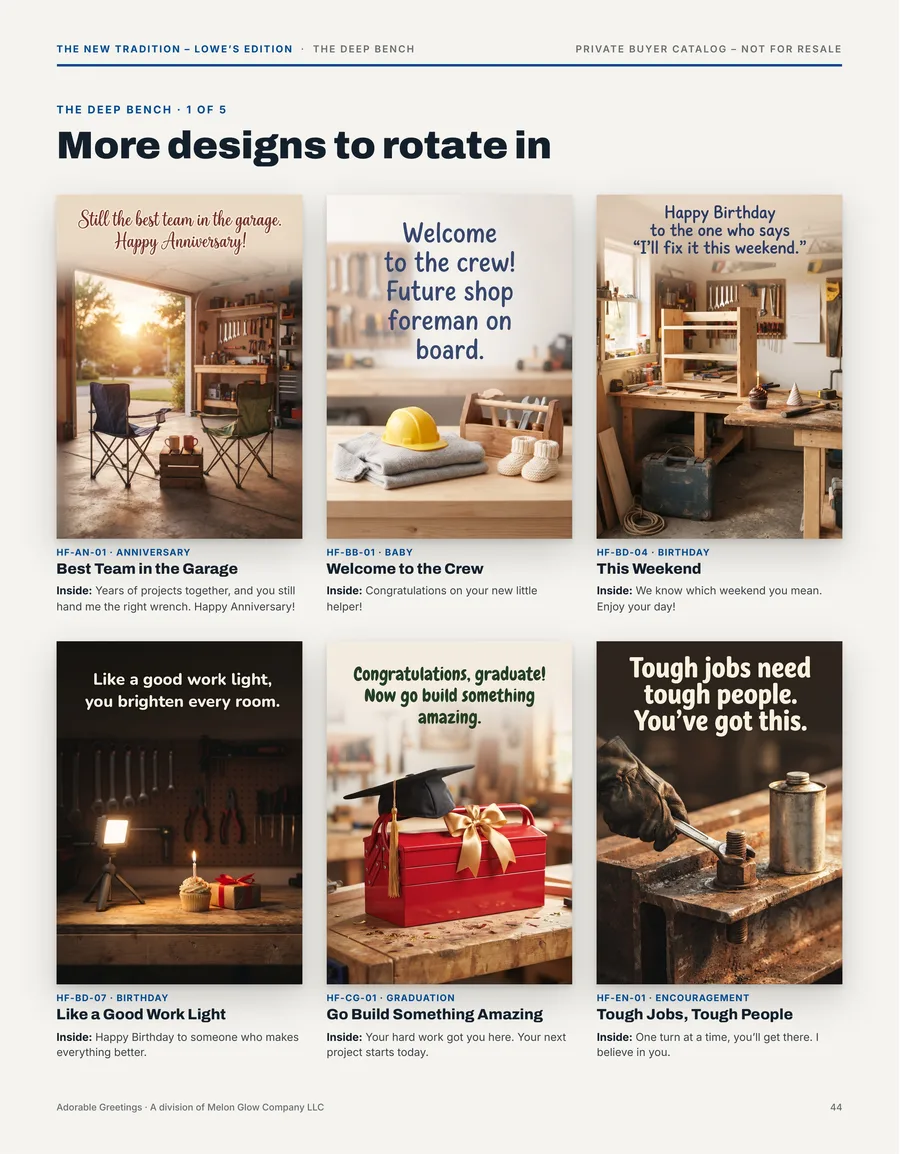 THE NEW TRADITION – LOWE'S EDITION · THE DEEP BENCH
PRIVATE BUYER CATALOG – NOT FOR RESALE
THE DEEP BENCH · 1 OF 5
More designs to rotate in
Still the best team in the garage.
Happy Anniversary!
HF-AN-01 · ANNIVERSARY
Best Team in the Garage
Inside: Years of projects together, and you still
hand me the right wrench. Happy Anniversary!
Welcome
to the crew!
Future shop
foreman on
board.
HF-BB-01 · BABY
Welcome to the Crew
Inside: Congratulations on your new little
helper!
Happy Birthday
to the one who says
“I’ll fix it this weekend.”
HF-BD-04 · BIRTHDAY
This Weekend
Inside: We know which weekend you mean.
Enjoy your day!
Like a good work light,
you brighten every room.
HF-BD-07 · BIRTHDAY
Like a Good Work Light
Inside: Happy Birthday to someone who makes
everything better.
Congratulations, graduate!
Now go build something
amazing.
HF-CG-01 · GRADUATION
Go Build Something Amazing
Inside: Your hard work got you here. Your next
project starts today.
Tough jobs need
tough people.
You’ve got this.
HF-EN-01 · ENCOURAGEMENT
Tough Jobs, Tough People
Inside: One turn at a time, you’ll get there. I
believe in you.
Adorable Greetings · A division of Melon Glow Company LLC
44